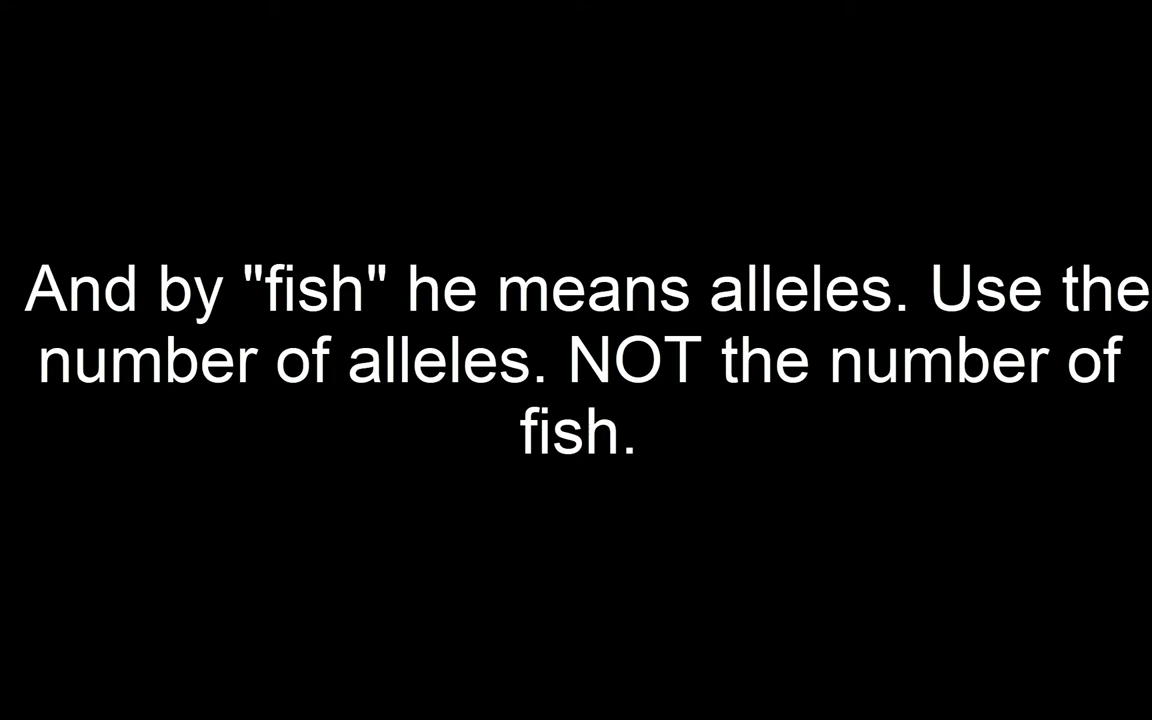 And by "fish" he means alleles. Use the
number of alleles. NOT the number of
fish.